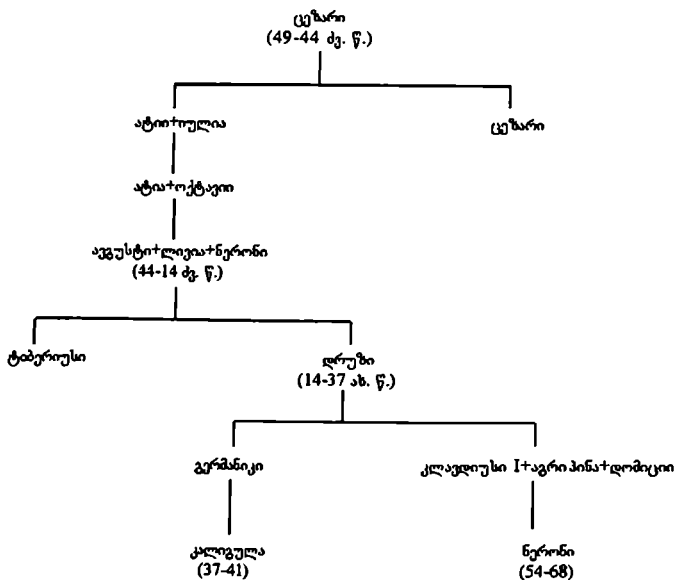 ცეზარი
(49-44 ძვ. წ.)
ატიი+იულია
ცეზარი
ატია+ოქტავიი
ავგუსტი+ლივია+ნერონი
(44-14 ძვ. წ.)
ტიბერიუსი
დრუზი
(14-37 ახ. წ.)
გერმანიკი
კლავდიუსი I+აგრიპინა+დომიციი
კალიგულა
(37-41)
ნერონი
(54-68)